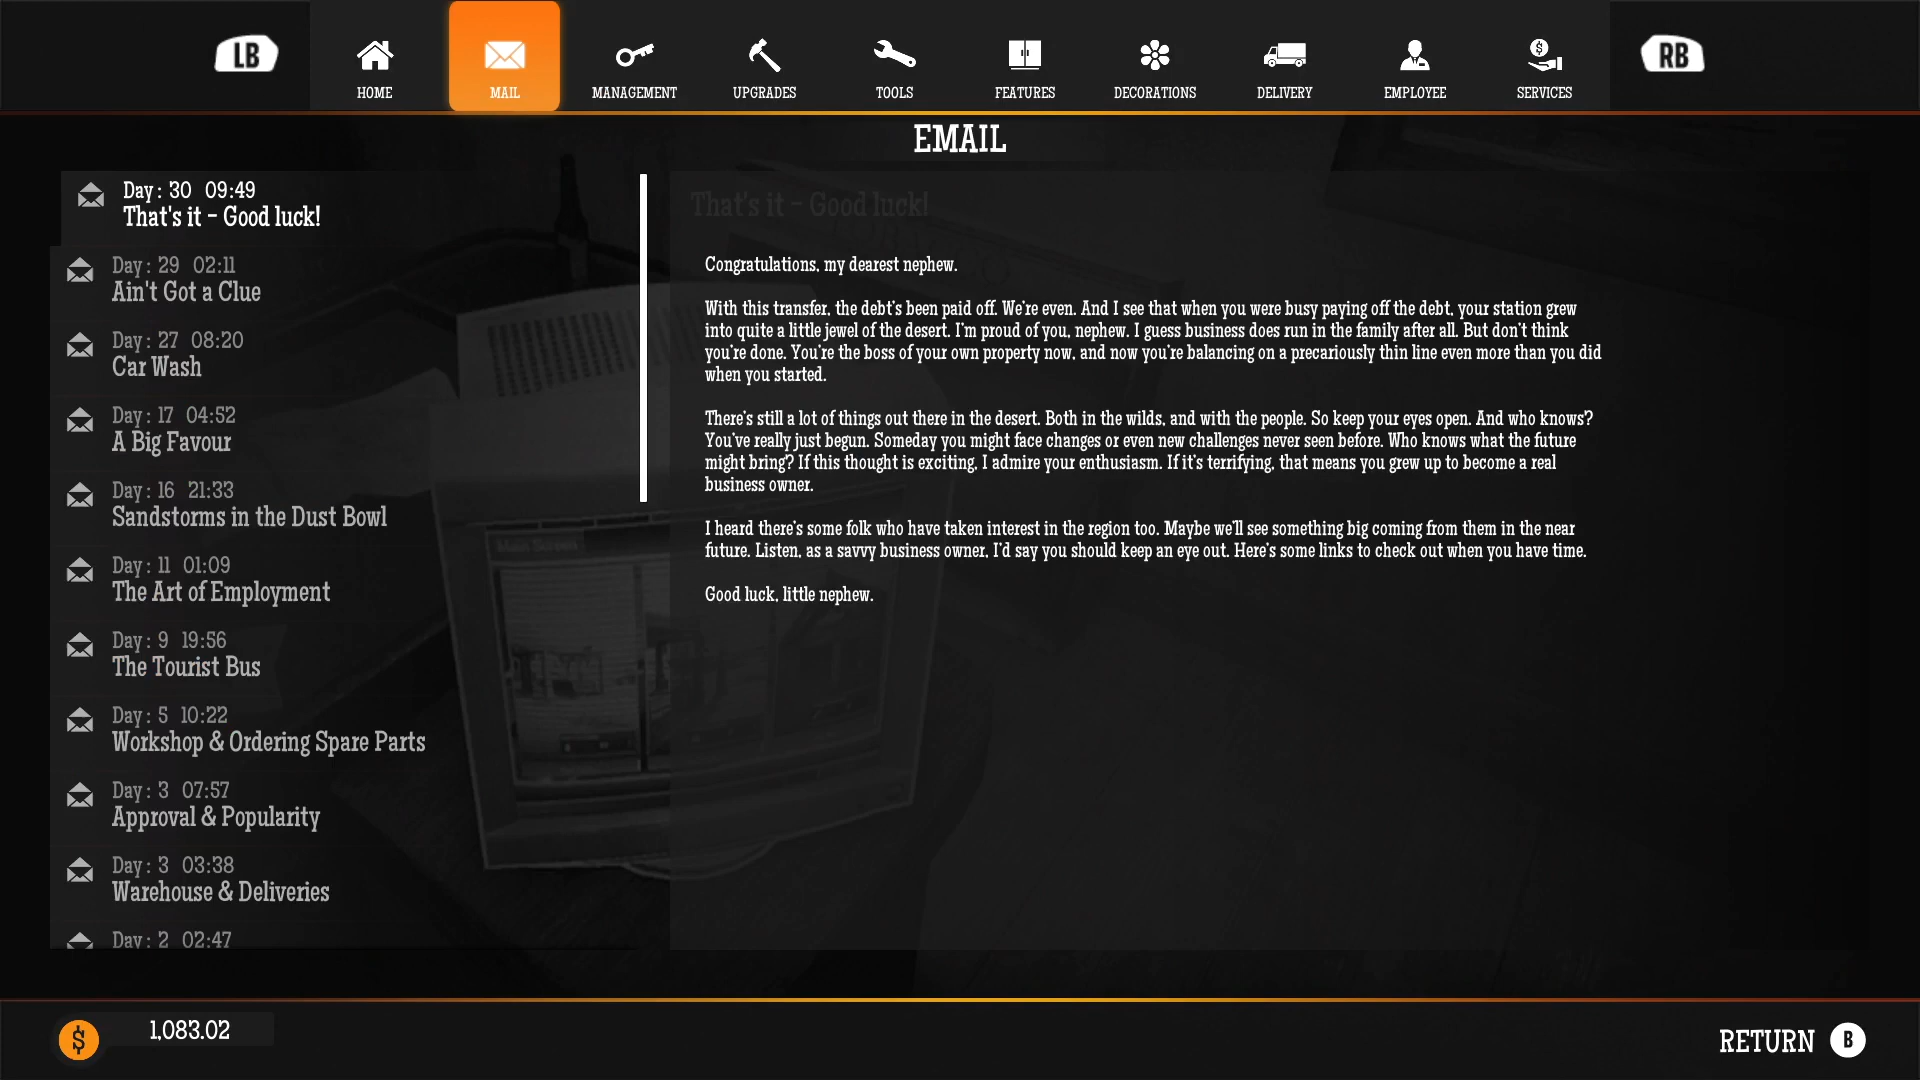 LB
HOME
MAIL
MANAGEMENT
UPGRADES
TOOLS
FEATURES
DECORATIONS
DELIVERY
EMPLOYEE
SERVICES
RB
EMAIL
Day : 30 09:49
That's it - Good luck!
Day : 29 02:11
Ain't Got a Clue
Day : 27 08:20
Car Wash
Day : 17 04:52
A Big Favour
Day : 16 21:33
Sandstorms in the Dust Bowl
Day : 11 01:09
The Art of Employment
Day : 9 19:56
The Tourist Bus
Day : 5 10:22
Workshop & Ordering Spare Parts
Day : 3 07:57
Approval & Popularity
Day : 3 03:38
Warehouse & Deliveries
Day : 2 02:47
That's it - Good luck!
Congratulations, my dearest nephew.
With this transfer, the debt's been paid off. We're even. And I see that when you were busy paying off the debt, your station grew
into quite a little jewel of the desert. I'm proud of you, nephew. I guess business does run in the family after all. But don't think
you're done. You're the boss of your own property now, and now you're balancing on a precariously thin line even more than you did
when you started.
There's still a lot of things out there in the desert. Both in the wilds, and with the people. So keep your eyes open. And who knows?
You've really just begun. Someday you might face changes or even new challenges never seen before. Who knows what the future
might bring? If this thought is exciting, I admire your enthusiasm. If it's terrifying, that means you grew up to become a real
business owner.
I heard there's some folk who have taken interest in the region too. Maybe we'll see something big coming from them in the near
future. Listen, as a savvy business owner, I'd say you should keep an eye out. Here's some links to check out when you have time.
Good luck, little nephew.
Main Screen
$ 1,083.02
RETURN B